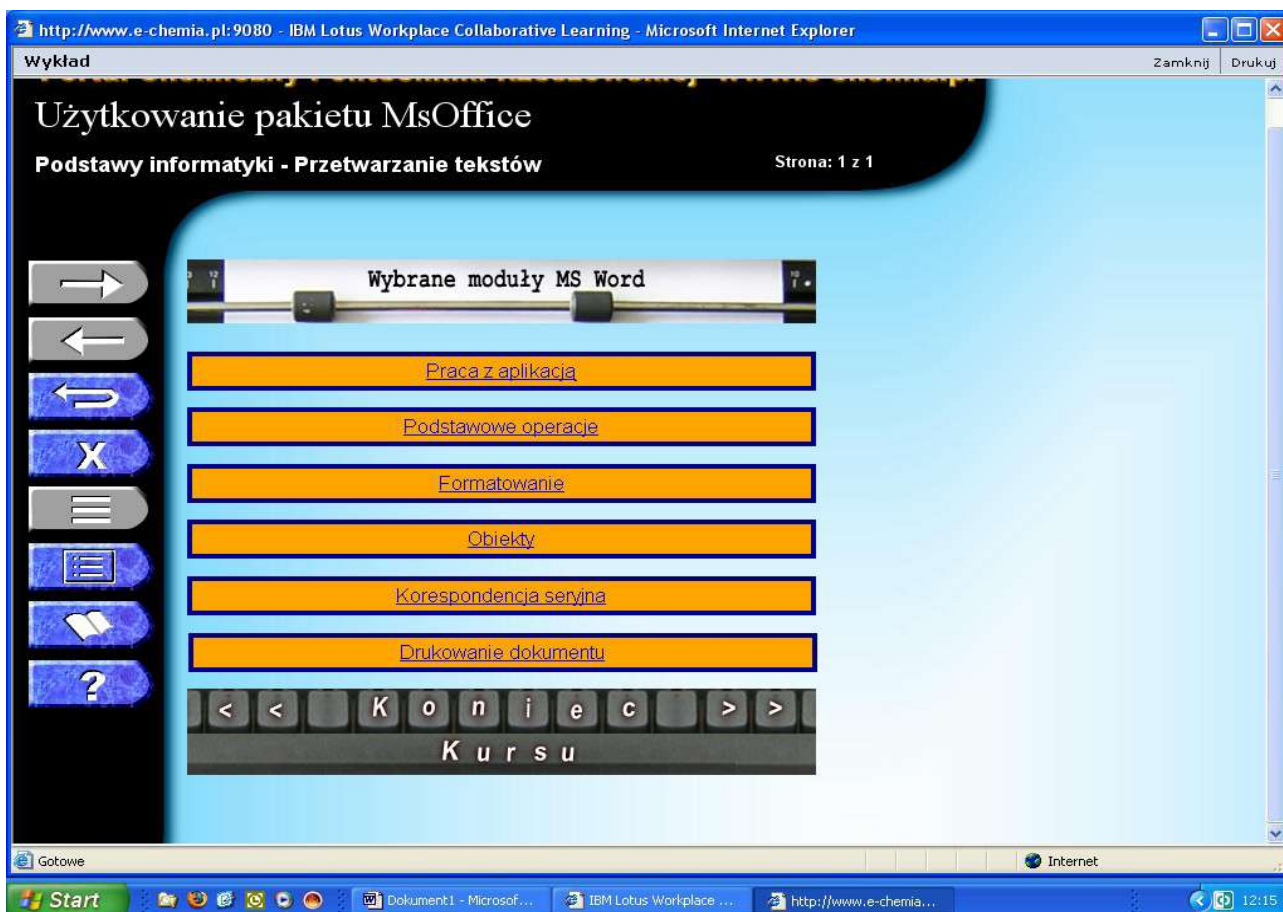 http://www.e-chemia.pl:9080 - IBM Lotus Workplace Collaborative Learning - Microsoft Internet Explorer
Wykład Zamknij Drukuj
Użytkowanie pakietu MsOffice
Podstawy informatyki - Przetwarzanie tekstów Strona: 1 z 1
Wybrane moduły MS Word
Praca z aplikacją
Podstawowe operacje
Formatowanie
Obiekty
Korespondencja seryjna
Drukowanie dokumentu
< < K o n i e c > >
K u r s u
Gotowe Internet
Start Dokument1 - Microsof... IBM Lotus Workplace ... http://www.e-chemia... 12:15